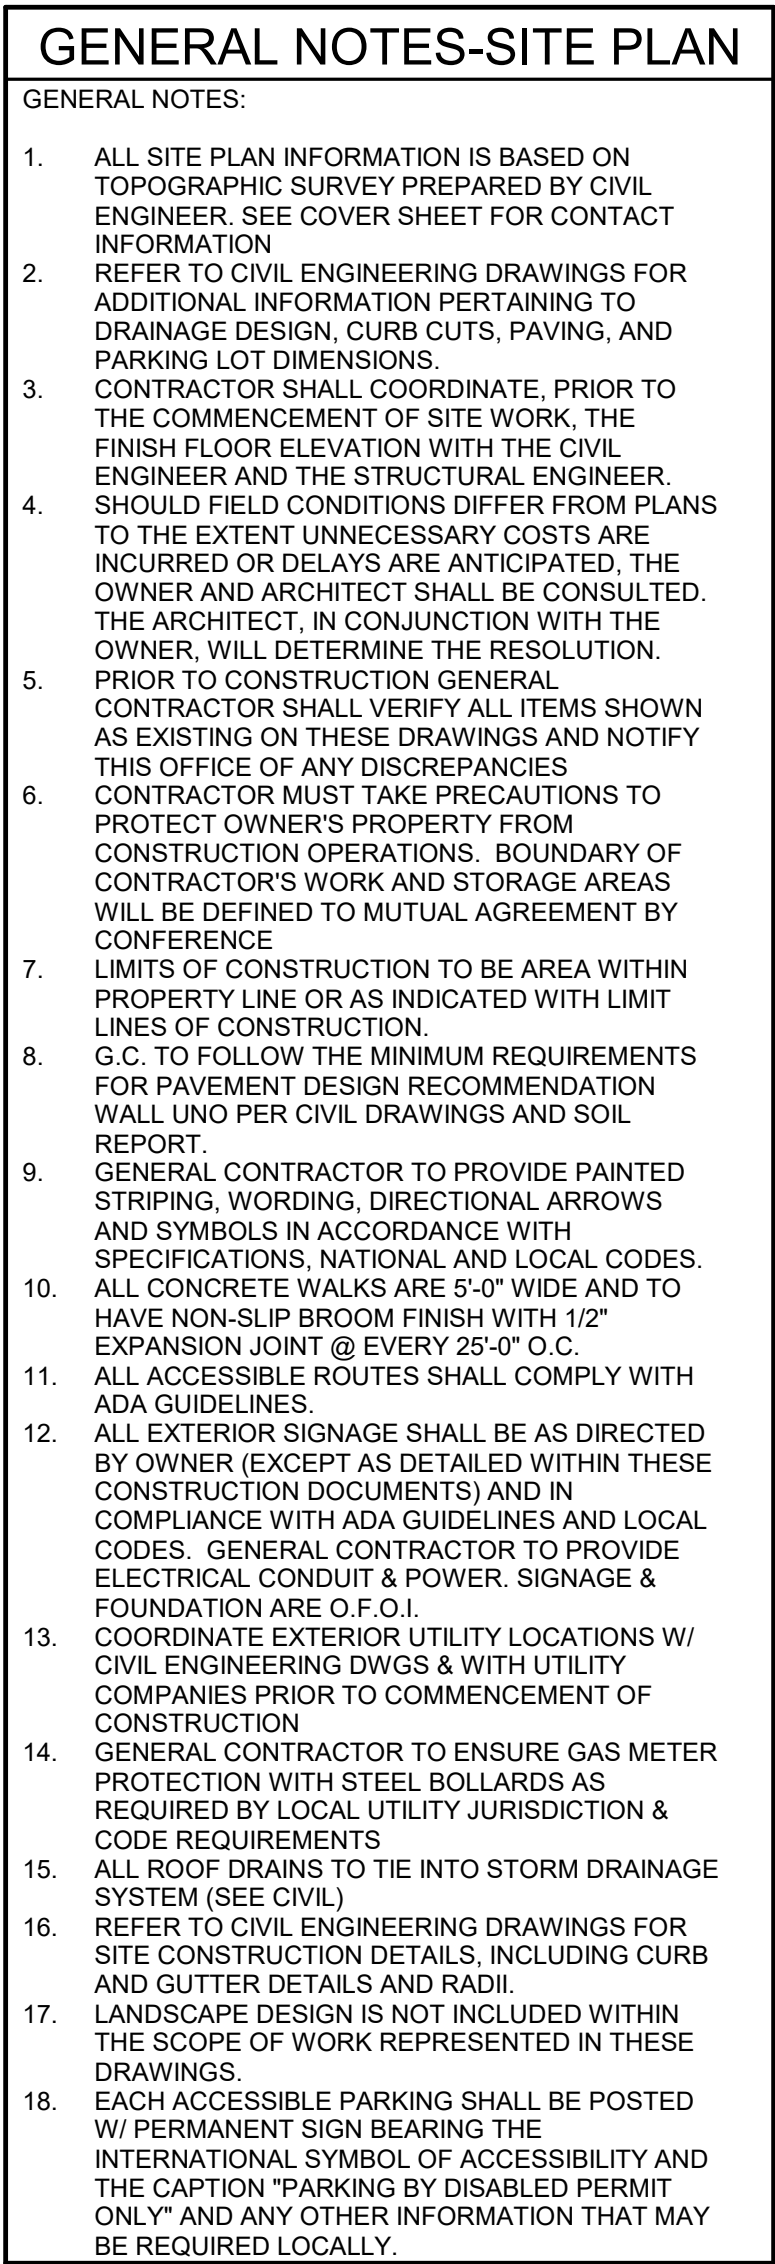 GENERAL NOTES-SITE PLAN
GENERAL NOTES:
1. ALL SITE PLAN INFORMATION IS BASED ON
TOPOGRAPHIC SURVEY PREPARED BY CIVIL
ENGINEER. SEE COVER SHEET FOR CONTACT
INFORMATION
2. REFER TO CIVIL ENGINEERING DRAWINGS FOR
ADDITIONAL INFORMATION PERTAINING TO
DRAINAGE DESIGN, CURB CUTS, PAVING, AND
PARKING LOT DIMENSIONS.
3. CONTRACTOR SHALL COORDINATE, PRIOR TO
THE COMMENCEMENT OF SITE WORK, THE
FINISH FLOOR ELEVATION WITH THE CIVIL
ENGINEER AND THE STRUCTURAL ENGINEER.
4. SHOULD FIELD CONDITIONS DIFFER FROM PLANS
TO THE EXTENT UNNECESSARY COSTS ARE
INCURRED OR DELAYS ARE ANTICIPATED, THE
OWNER AND ARCHITECT SHALL BE CONSULTED.
THE ARCHITECT, IN CONJUNCTION WITH THE
OWNER, WILL DETERMINE THE RESOLUTION.
5. PRIOR TO CONSTRUCTION GENERAL
CONTRACTOR SHALL VERIFY ALL ITEMS SHOWN
AS EXISTING ON THESE DRAWINGS AND NOTIFY
THIS OFFICE OF ANY DISCREPANCIES
6. CONTRACTOR MUST TAKE PRECAUTIONS TO
PROTECT OWNER'S PROPERTY FROM
CONSTRUCTION OPERATIONS.  BOUNDARY OF
CONTRACTOR'S WORK AND STORAGE AREAS
WILL BE DEFINED TO MUTUAL AGREEMENT BY
CONFERENCE
7. LIMITS OF CONSTRUCTION TO BE AREA WITHIN
PROPERTY LINE OR AS INDICATED WITH LIMIT
LINES OF CONSTRUCTION.
8. G.C. TO FOLLOW THE MINIMUM REQUIREMENTS
FOR PAVEMENT DESIGN RECOMMENDATION
WALL UNO PER CIVIL DRAWINGS AND SOIL
REPORT.
9. GENERAL CONTRACTOR TO PROVIDE PAINTED
STRIPING, WORDING, DIRECTIONAL ARROWS
AND SYMBOLS IN ACCORDANCE WITH
SPECIFICATIONS, NATIONAL AND LOCAL CODES.
10. ALL CONCRETE WALKS ARE 5'-0" WIDE AND TO
HAVE NON-SLIP BROOM FINISH WITH 1/2"
EXPANSION JOINT @ EVERY 25'-0" O.C.
11. ALL ACCESSIBLE ROUTES SHALL COMPLY WITH
ADA GUIDELINES.
12. ALL EXTERIOR SIGNAGE SHALL BE AS DIRECTED
BY OWNER (EXCEPT AS DETAILED WITHIN THESE
CONSTRUCTION DOCUMENTS) AND IN
COMPLIANCE WITH ADA GUIDELINES AND LOCAL
CODES.  GENERAL CONTRACTOR TO PROVIDE
ELECTRICAL CONDUIT & POWER. SIGNAGE &
FOUNDATION ARE O.F.O.I.
13. COORDINATE EXTERIOR UTILITY LOCATIONS W/
CIVIL ENGINEERING DWGS & WITH UTILITY
COMPANIES PRIOR TO COMMENCEMENT OF
CONSTRUCTION
14. GENERAL CONTRACTOR TO ENSURE GAS METER
PROTECTION WITH STEEL BOLLARDS AS
REQUIRED BY LOCAL UTILITY JURISDICTION &
CODE REQUIREMENTS
15. ALL ROOF DRAINS TO TIE INTO STORM DRAINAGE
SYSTEM (SEE CIVIL)
16. REFER TO CIVIL ENGINEERING DRAWINGS FOR
SITE CONSTRUCTION DETAILS, INCLUDING CURB
AND GUTTER DETAILS AND RADII.
17. LANDSCAPE DESIGN IS NOT INCLUDED WITHIN
THE SCOPE OF WORK REPRESENTED IN THESE
DRAWINGS.
18. EACH ACCESSIBLE PARKING SHALL BE POSTED
W/ PERMANENT SIGN BEARING THE
INTERNATIONAL SYMBOL OF ACCESSIBILITY AND
THE CAPTION "PARKING BY DISABLED PERMIT
ONLY" AND ANY OTHER INFORMATION THAT MAY
BE REQUIRED LOCALLY.